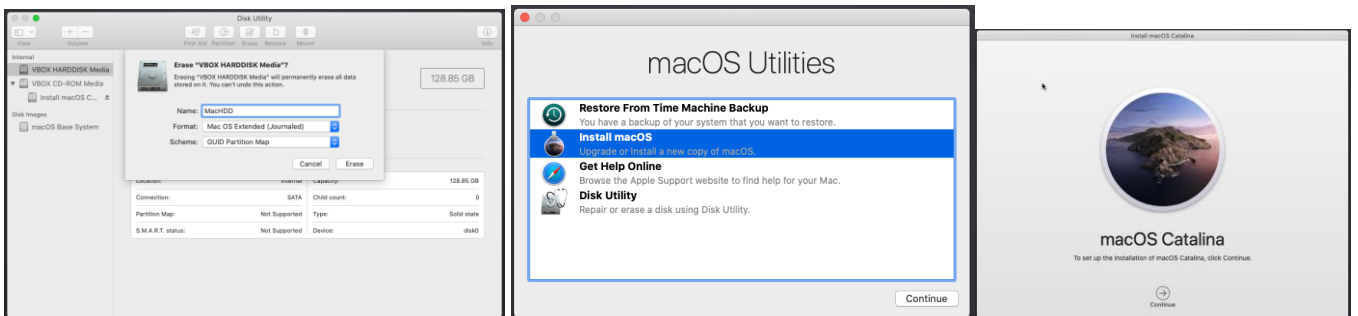 Disk Utility
View
Volume
First Aid Partition Erase Restore Mount
Info
Internal
VBOX HARDDISK Media
VBOX CD-ROM Media
Install macOS C...
Disk Images
macOS Base System
Erase "VBOX HARDDISK Media"?
Erasing "VBOX HARDDISK Media" will permanently erase all data
stored on it. You can't undo this action.
Name: MacHDD
Format: Mac OS Extended (Journaled)
Scheme: GUID Partition Map
Cancel Erase
128.85 GB
Location: Internal Capacity: 128.85 GB
Connection: SATA Child count: 0
Partition Map: Not Supported Type: Solid state
S.M.A.R.T. status: Not Supported Device: disk0
macOS Utilities
Restore From Time Machine Backup
You have a backup of your system that you want to restore.
Install macOS
Upgrade or Install a new copy of macOS.
Get Help Online
Browse the Apple Support website to find help for your Mac.
Disk Utility
Repair or erase a disk using Disk Utility.
Continue
Install macOS Catalina
macOS Catalina
To set up the installation of macOS Catalina, click Continue.
Continue